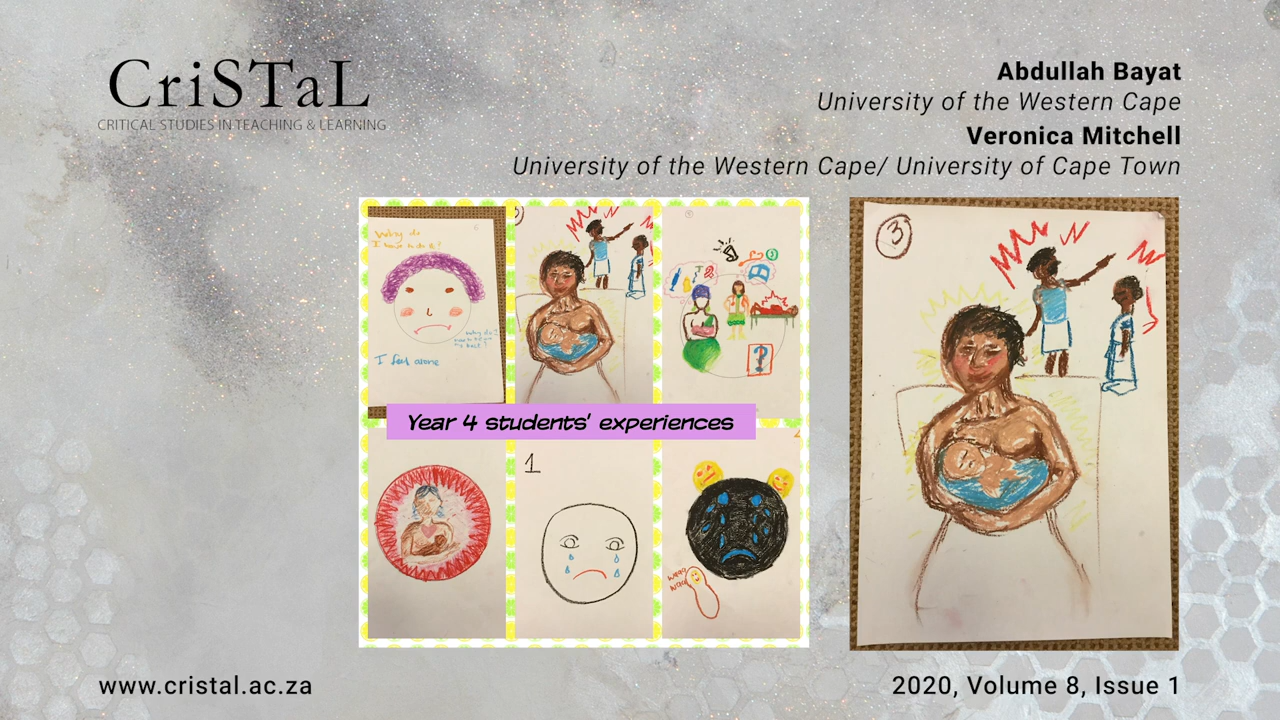 CriSTaL
CRITICAL STUDIES IN TEACHING & LEARNING
Abdullah Bayat
University of the Western Cape
Veronica Mitchell
University of the Western Cape/ University of Cape Town
Why do
I have to do it?
I feel alone
?
3
Year 4 students' experiences
1
www.cristal.ac.za
2020, Volume 8, Issue 1